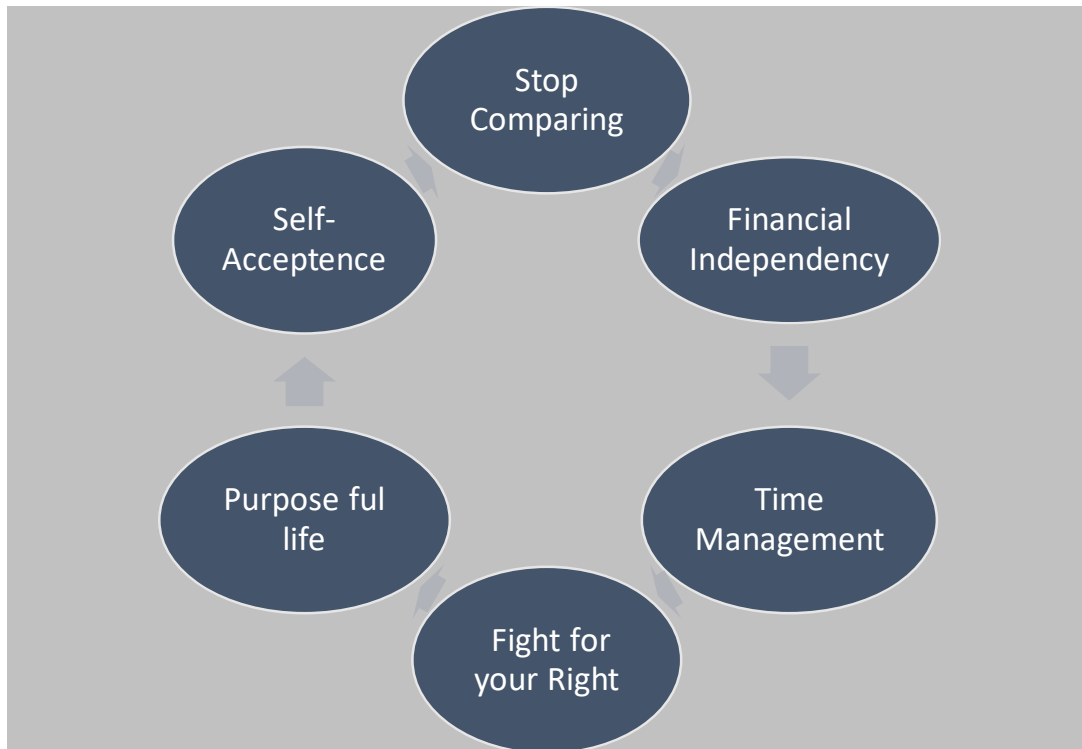 Stop
Comparing
Financial
Independency
Time
Management
Fight for
your Right
Purpose ful
life
Self-
Acceptence